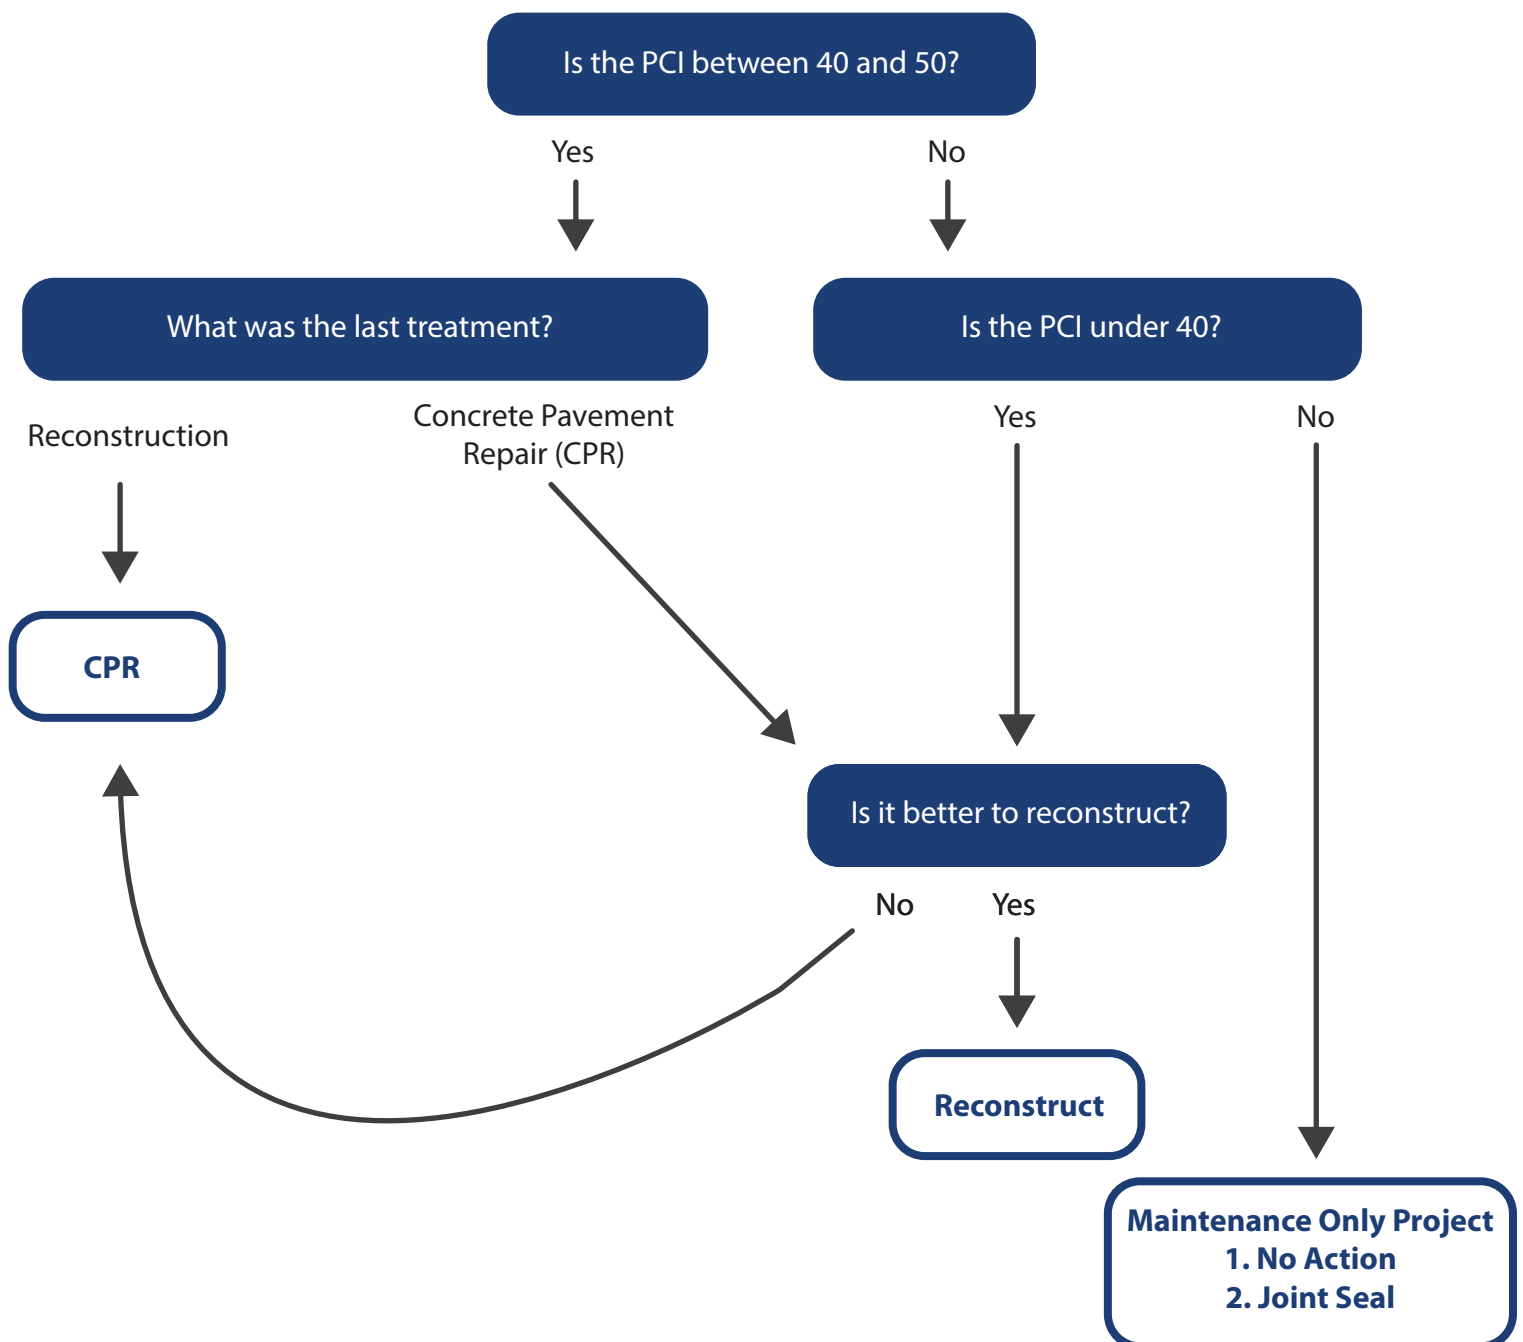 Is the PCI between 40 and 50?
Yes
No
What was the last treatment?
Is the PCI under 40?
Reconstruction
Concrete Pavement
Repair (CPR)
Yes
No
CPR
Is it better to reconstruct?
No
Yes
Reconstruct
Maintenance Only Project
1. No Action
2. Joint Seal